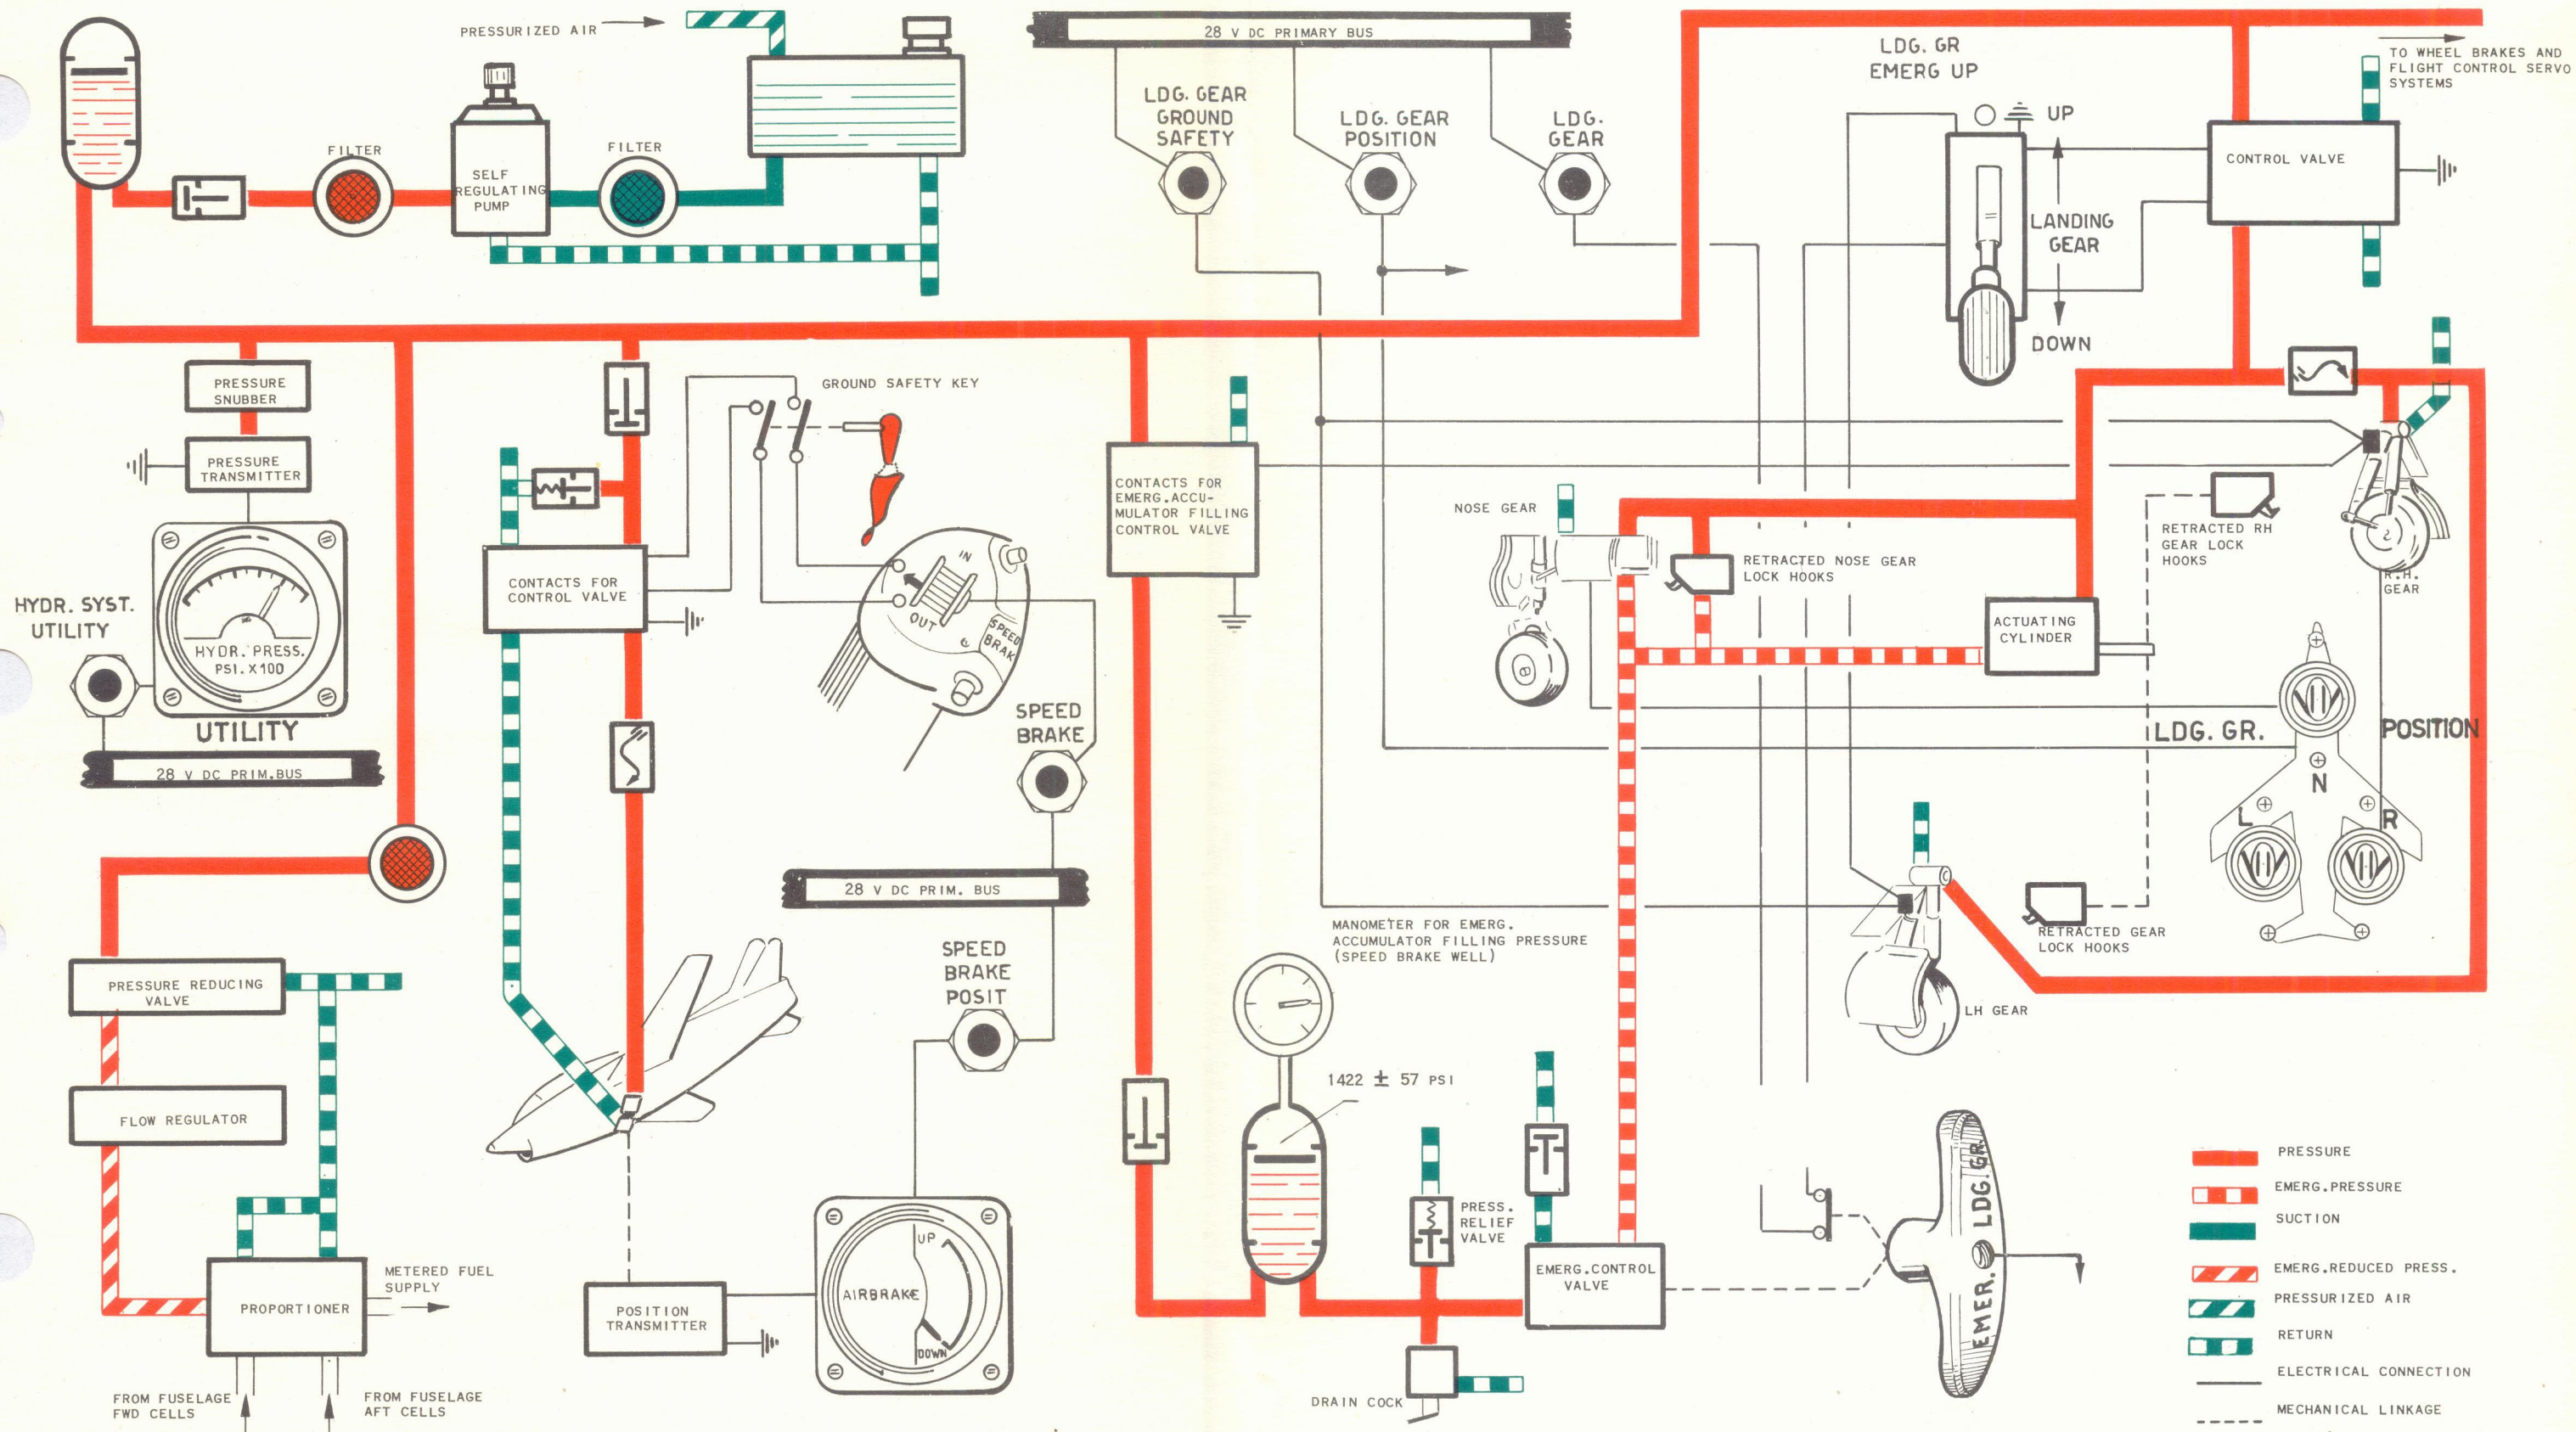 PRESSURIZED AIR
FILTER
SELF
REGULATING
PUMP
FILTER
28 V DC PRIMARY BUS
LDG. GEAR
GROUND
SAFETY
LDG. GEAR
POSITION
LDG.
GEAR
LDG. GR
EMERG UP
UP
LANDING
GEAR
DOWN
CONTROL VALVE
TO WHEEL BRAKES AND
FLIGHT CONTROL SERVO
SYSTEMS
PRESSURE
SNUBBER
PRESSURE
TRANSMITTER
HYDR. SYST.
UTILITY
HYDR. PRESS.
PSI. X 100
UTILITY
28 V DC PRIM.BUS
GROUND SAFETY KEY
CONTACTS FOR
CONTROL VALVE
IN
OUT
SPEED
BRAK
SPEED
BRAKE
28 V DC PRIM. BUS
SPEED
BRAKE
POSIT
CONTACTS FOR
EMERG.ACCU-
MULATOR FILLING
CONTROL VALVE
NOSE GEAR
RETRACTED NOSE GEAR
LOCK HOOKS
RETRACTED RH
GEAR LOCK
HOOKS
R.H.
GEAR
ACTUATING
CYLINDER
LDG. GR.
POSITION
N
L
R
RETRACTED GEAR
LOCK HOOKS
LH GEAR
MANOMETER FOR EMERG.
ACCUMULATOR FILLING PRESSURE
(SPEED BRAKE WELL)
1422 ± 57 PSI
PRESS.
RELIEF
VALVE
EMERG.CONTROL
VALVE
DRAIN COCK
EMER. LDG. GR.
PRESSURE REDUCING
VALVE
FLOW REGULATOR
PROPORTIONER
METERED FUEL
SUPPLY
FROM FUSELAGE
FWD CELLS
FROM FUSELAGE
AFT CELLS
POSITION
TRANSMITTER
UP
AIRBRAKE
DOWN
PRESSURE
EMERG.PRESSURE
SUCTION
EMERG.REDUCED PRESS.
PRESSURIZED AIR
RETURN
ELECTRICAL CONNECTION
MECHANICAL LINKAGE